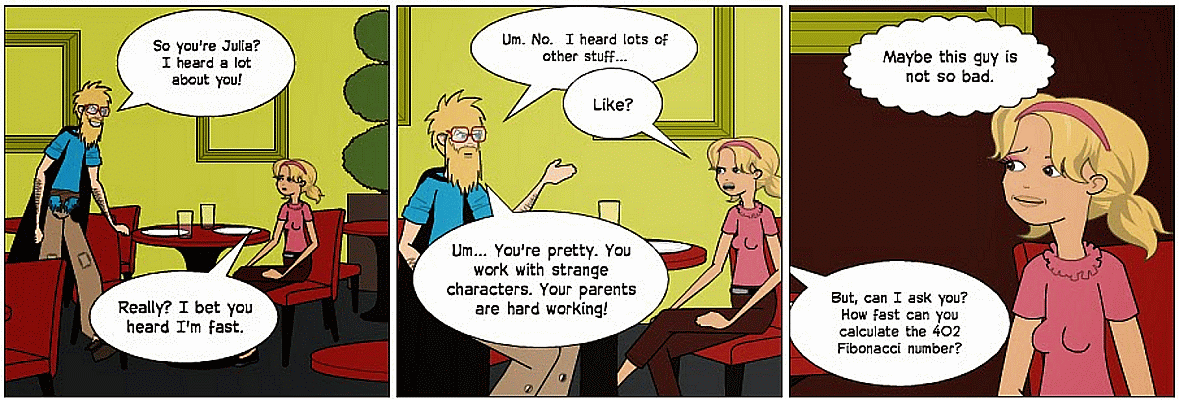 So you're Julia?
I heard a lot
about you!
Really? I bet you
heard I'm fast.
Um. No. I heard lots of
other stuff...
Like?
Um... You're pretty. You
work with strange
characters. Your parents
are hard working!
Maybe this guy is
not so bad.
But, can I ask you?
How fast can you
calculate the 402
Fibonacci number?